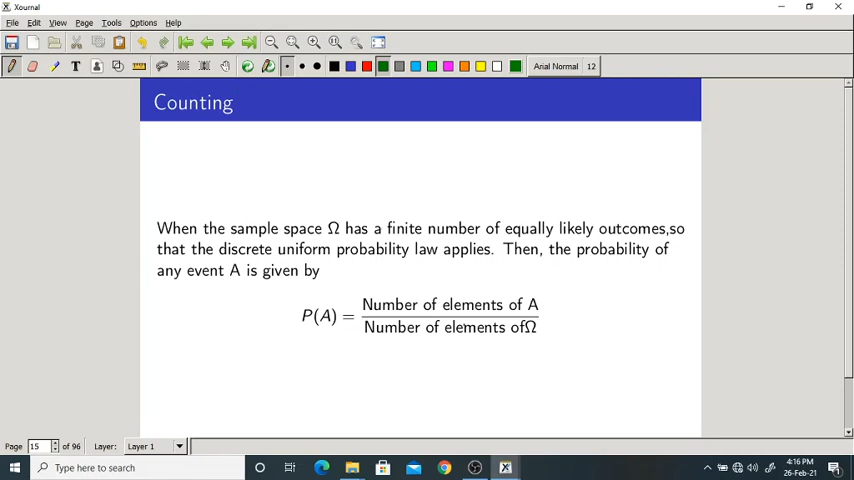 Xournal
File Edit View Page Tools Options Help
Arial Normal 12
Counting
When the sample space Ω has a finite number of equally likely outcomes,so
that the discrete uniform probability law applies. Then, the probability of
any event A is given by
P(A) = Number of elements of A
Number of elements ofΩ
Page 15 of 96 Layer: Layer 1
Type here to search
4:16 PM
26-Feb-21